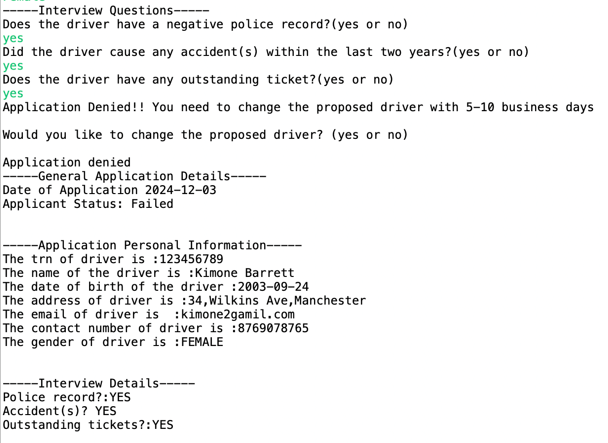 -----Interview Questions-----
Does the driver have a negative police record?(yes or no)
yes
Did the driver cause any accident(s) within the last two years?(yes or no)
yes
Does the driver have any outstanding ticket?(yes or no)
yes
Application Denied!! You need to change the proposed driver with 5-10 business days
Would you like to change the proposed driver? (yes or no)
Application denied
-----General Application Details-----
Date of Application 2024-12-03
Applicant Status: Failed
-----Application Personal Information-----
The trn of driver is :123456789
The name of the driver is :Kimone Barrett
The date of birth of the driver :2003-09-24
The address of driver is :34,Wilkins Ave,Manchester
The email of driver is  :kimone2gamil.com
The contact number of driver is :8769078765
The gender of driver is :FEMALE
-----Interview Details-----
Police record?:YES
Accident(s)? YES
Outstanding tickets?:YES